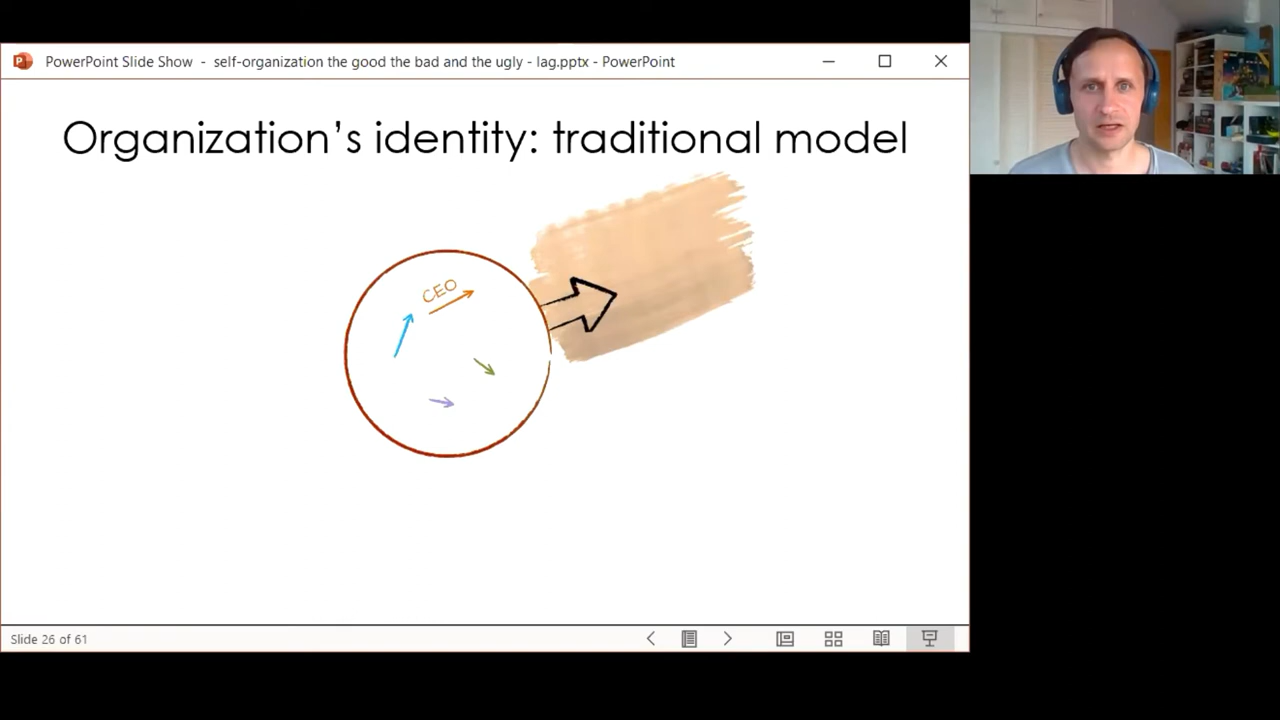 PowerPoint Slide Show - self-organization the good the bad and the ugly - lag.pptx - PowerPoint
Organization's identity: traditional model
CEO
Slide 26 of 61